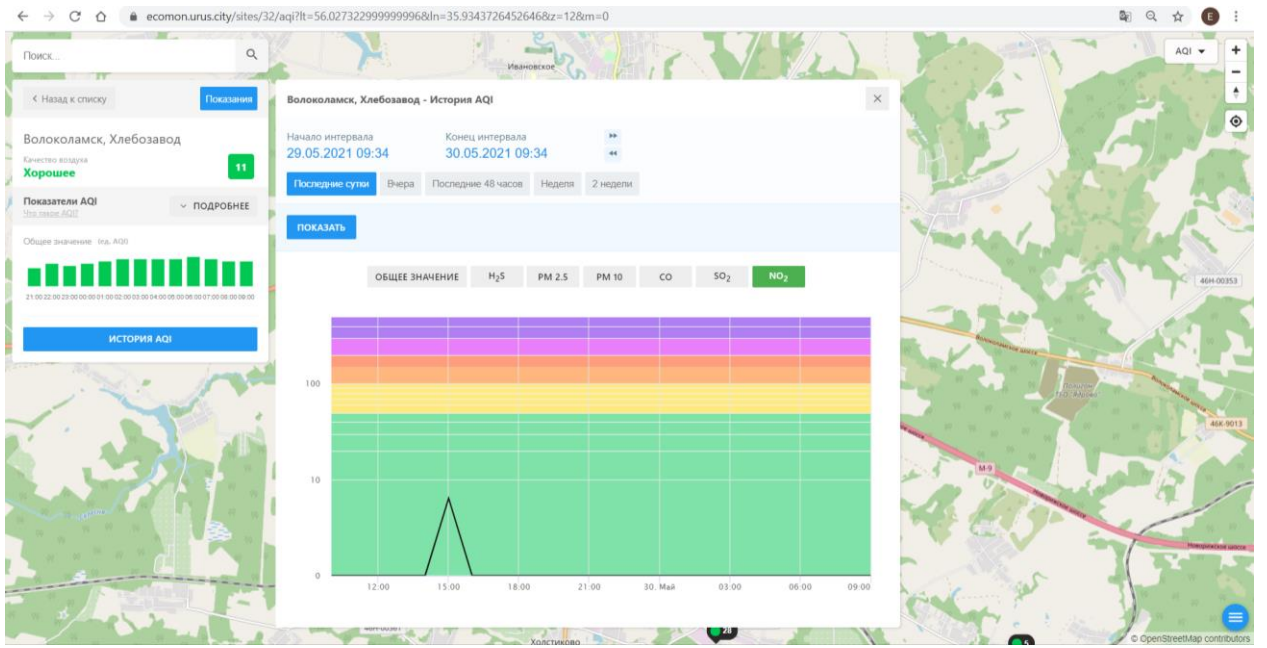 ecomon.urus.city/sites/32/aqi?lt=56.027322999999996&ln=35.9343726452646&z=12&m=0
E
Поиск...
Ивановское
AQI
Назад к списку
Показания
Волоколамск, Хлебозавод
Качество воздуха
Хорошее
11
Показатели AQI
Что такое AQI?
ПОДРОБНЕЕ
Общее значение
21:00 22:00 23:00 00:00 01:00 02:00 03:00 04:00 05:00 06:00 07:00 08:00 09:00
ИСТОРИЯ AQI
Волоколамск, Хлебозавод - История AQI
Начало интервала
Конец интервала
29.05.2021 09:34
30.05.2021 09:34
Последние сутки
Вчера
Последние 48 часов
Неделя
2 недели
ПОКАЗАТЬ
ОБЩЕЕ ЗНАЧЕНИЕ
H₂S
PM 2.5
PM 10
CO
SO₂
NO₂
100
10
0
12:00
15:00
18:00
21:00
30. Май
03:00
06:00
09:00
46Н-00353
Волоколамское шоссе
Полигон
46К-9013
М-9
Новорижское шоссе
Холстиково
20
5
© OpenStreetMap contributors